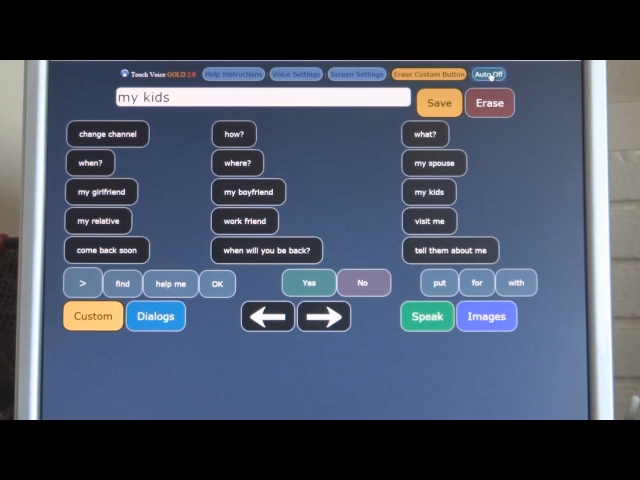 Touch Voice GOLD 2.0 Help Instructions Voice Settings Screen Settings Erase Custom Button Auto Off
my kids Save Erase
change channel how? what?
when? where? my spouse
my girlfriend my boyfriend my kids
my relative work friend visit me
come back soon when will you be back? tell them about me
> find help me OK Yes No put for with
Custom Dialogs Speak Images